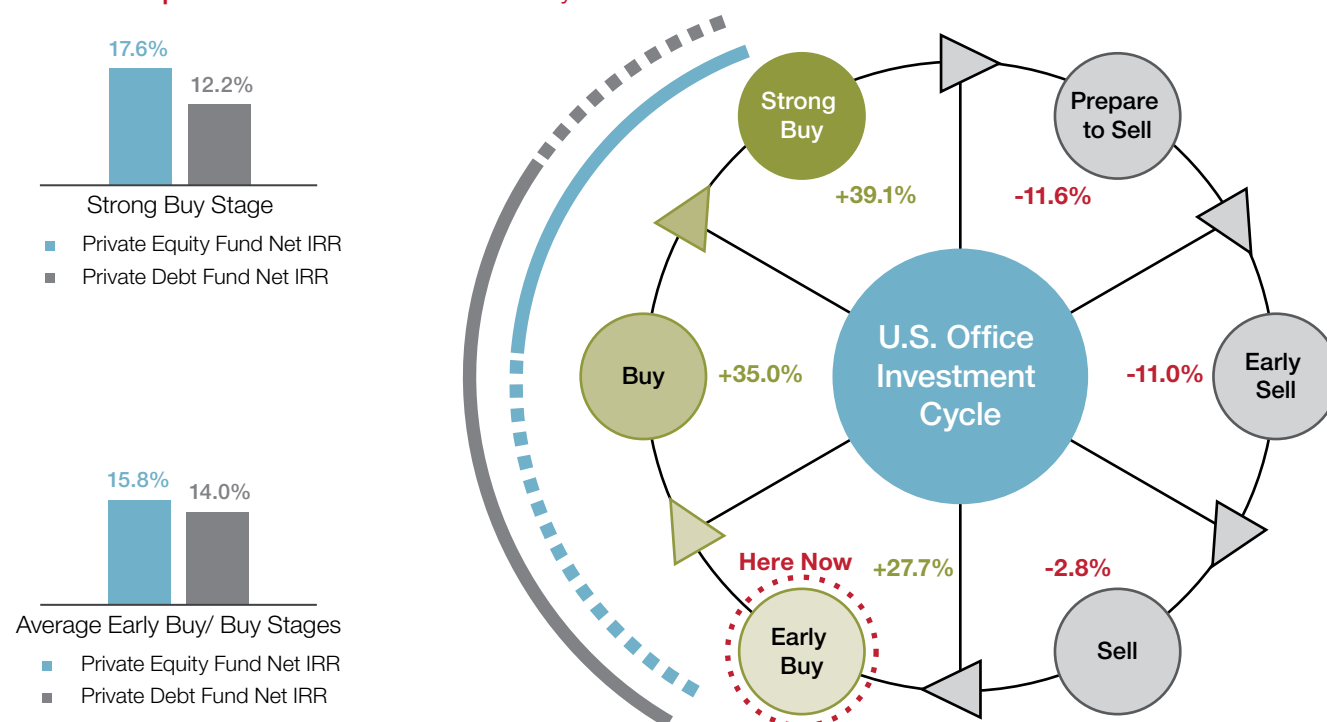 17.6%
12.2%
Strong Buy Stage
Private Equity Fund Net IRR
Private Debt Fund Net IRR
15.8%
14.0%
Average Early Buy/ Buy Stages
Private Equity Fund Net IRR
Private Debt Fund Net IRR
Strong
Buy
+39.1%
Prepare
to Sell
-11.6%
Buy
+35.0%
U.S. Office
Investment
Cycle
-11.0%
Early
Sell
Here Now
+27.7%
-2.8%
Early
Buy
Sell